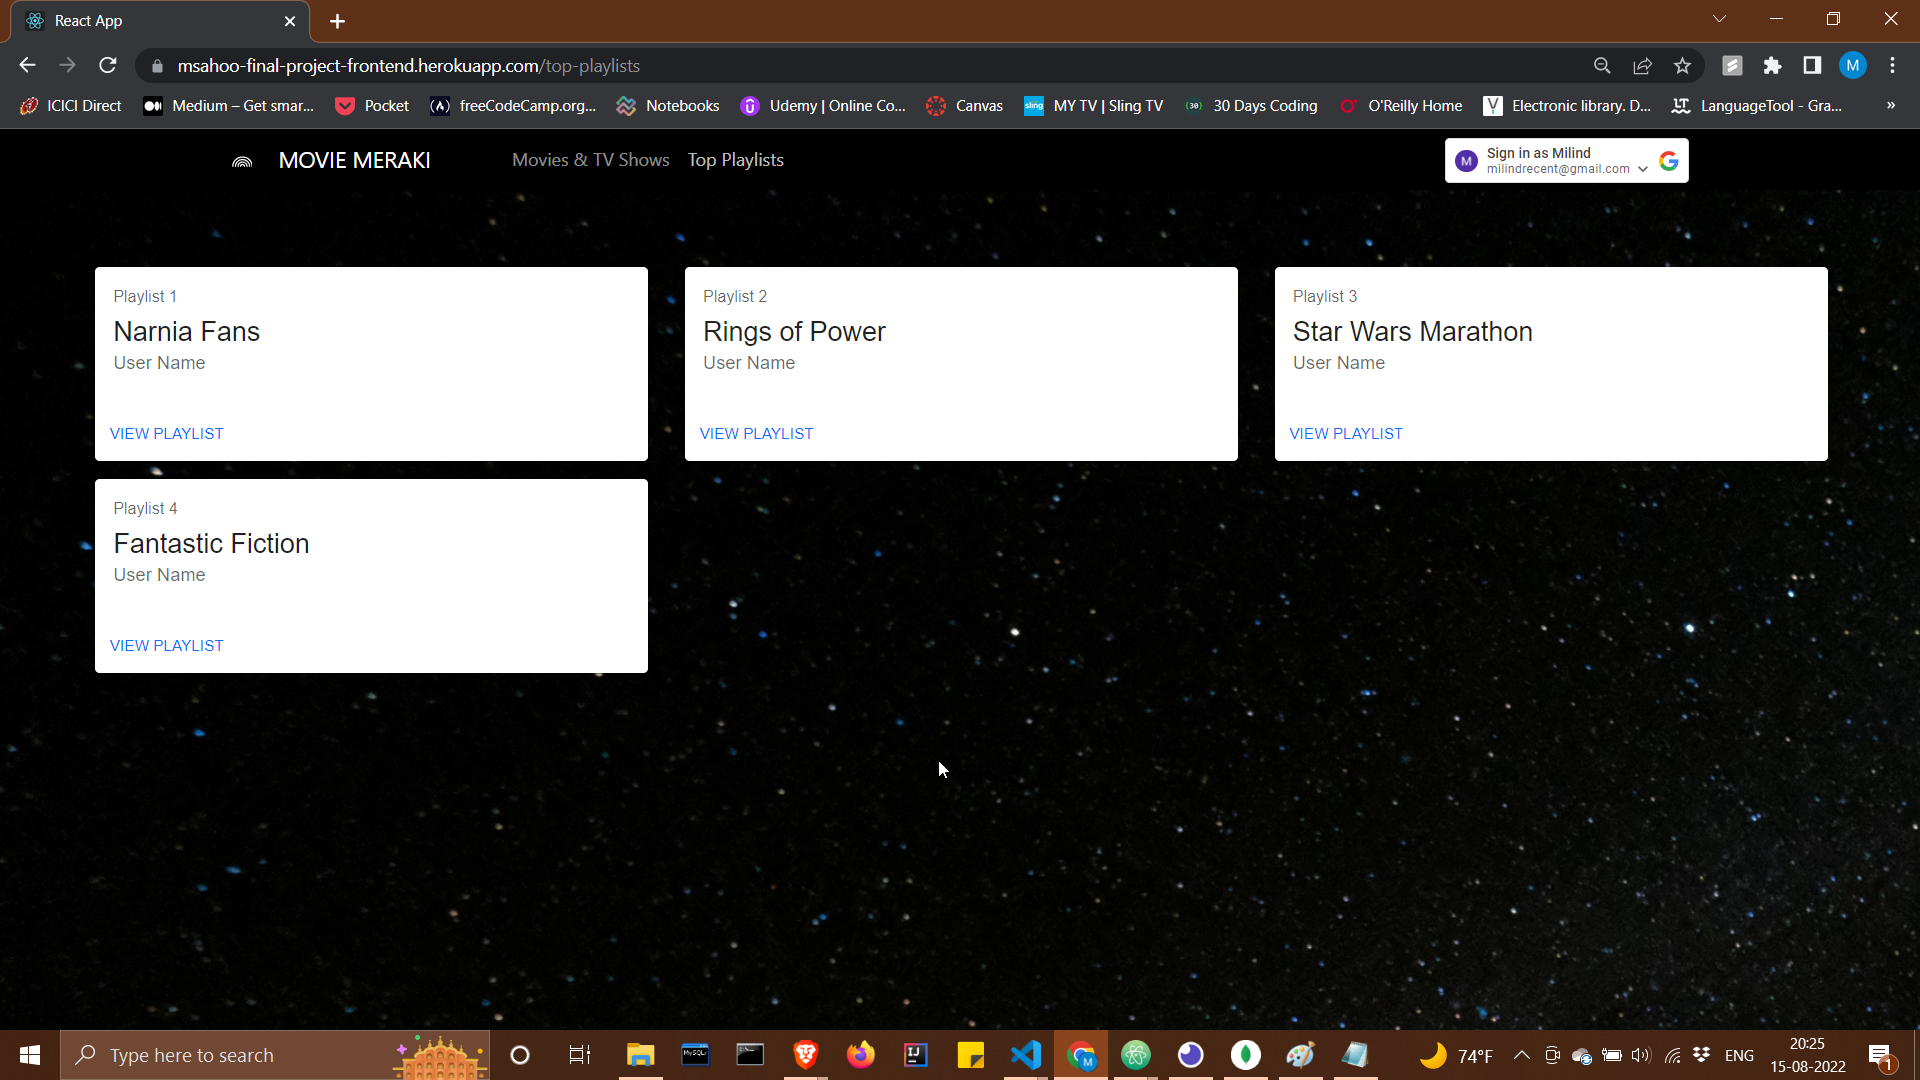 React App
msahoo-final-project-frontend.herokuapp.com/top-playlists
M
ICICI Direct
Medium – Get smar...
Pocket
freeCodeCamp.org...
Notebooks
Udemy | Online Co...
Canvas
sling MY TV | Sling TV
{30} 30 Days Coding
O'Reilly Home
Electronic library. D...
LT LanguageTool - Gra...
»
MOVIE MERAKI
Movies & TV Shows
Top Playlists
M
Sign in as Milind
milindrecent@gmail.com
Playlist 1
Narnia Fans
User Name
VIEW PLAYLIST
Playlist 2
Rings of Power
User Name
VIEW PLAYLIST
Playlist 3
Star Wars Marathon
User Name
VIEW PLAYLIST
Playlist 4
Fantastic Fiction
User Name
VIEW PLAYLIST
Type here to search
74°F
ENG
20:25
15-08-2022
1